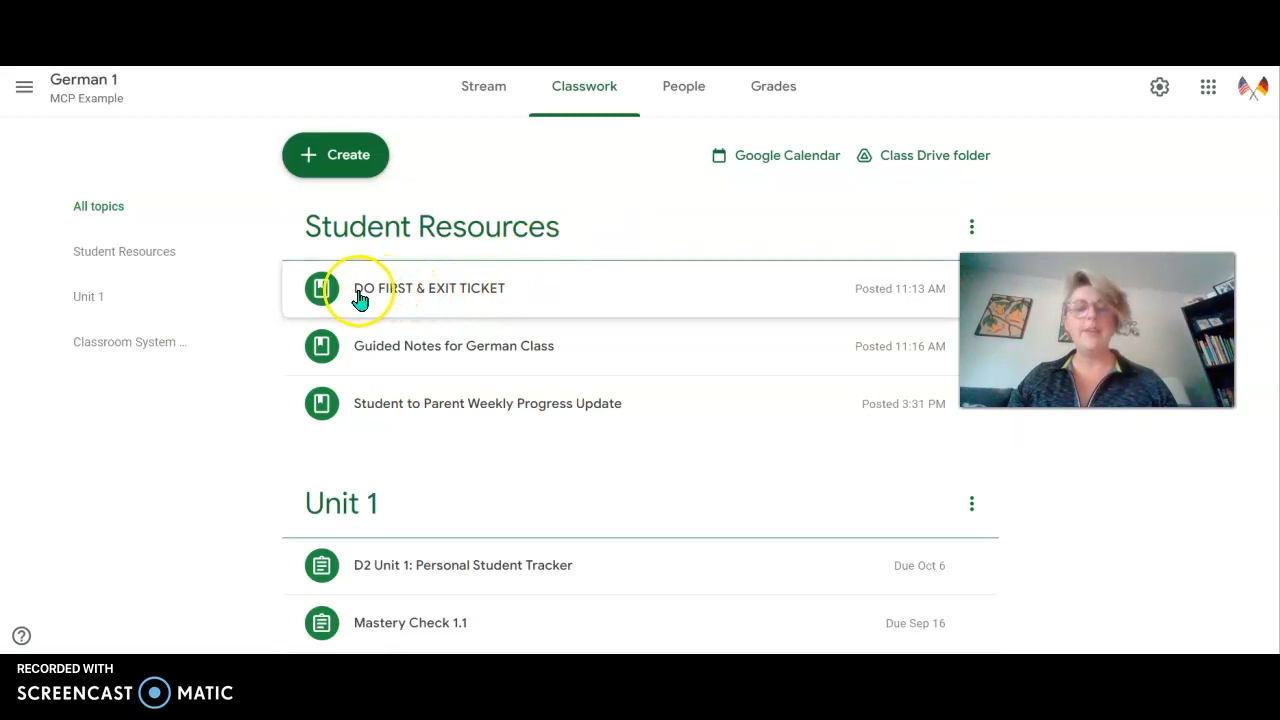 German 1
MCP Example
Stream
Classwork
People
Grades
Create
Google Calendar
Class Drive folder
All topics
Student Resources
Unit 1
Classroom System ...
Student Resources
DO FIRST & EXIT TICKET
Posted 11:13 AM
Guided Notes for German Class
Posted 11:16 AM
Student to Parent Weekly Progress Update
Posted 3:31 PM
Unit 1
D2 Unit 1: Personal Student Tracker
Due Oct 6
Mastery Check 1.1
Due Sep 16
RECORDED WITH
SCREENCAST MATIC